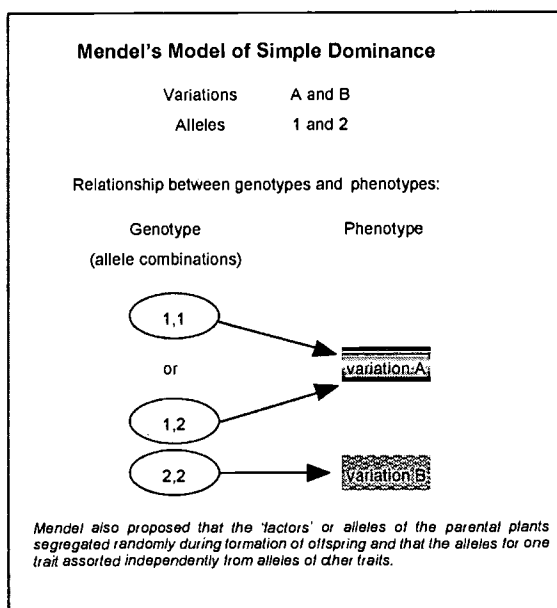 Mendel's Model of Simple Dominance
Variations A and B
Alleles 1 and 2
Relationship between genotypes and phenotypes:
Genotype Phenotype
(allele combinations)
1,1
variation A
or
1,2
2,2 variation B
Mendel also proposed that the 'factors' or alleles of the parental plants
segregated randomly during formation of offspring and that the alleles for one
trait assorted independently from alleles of other traits.